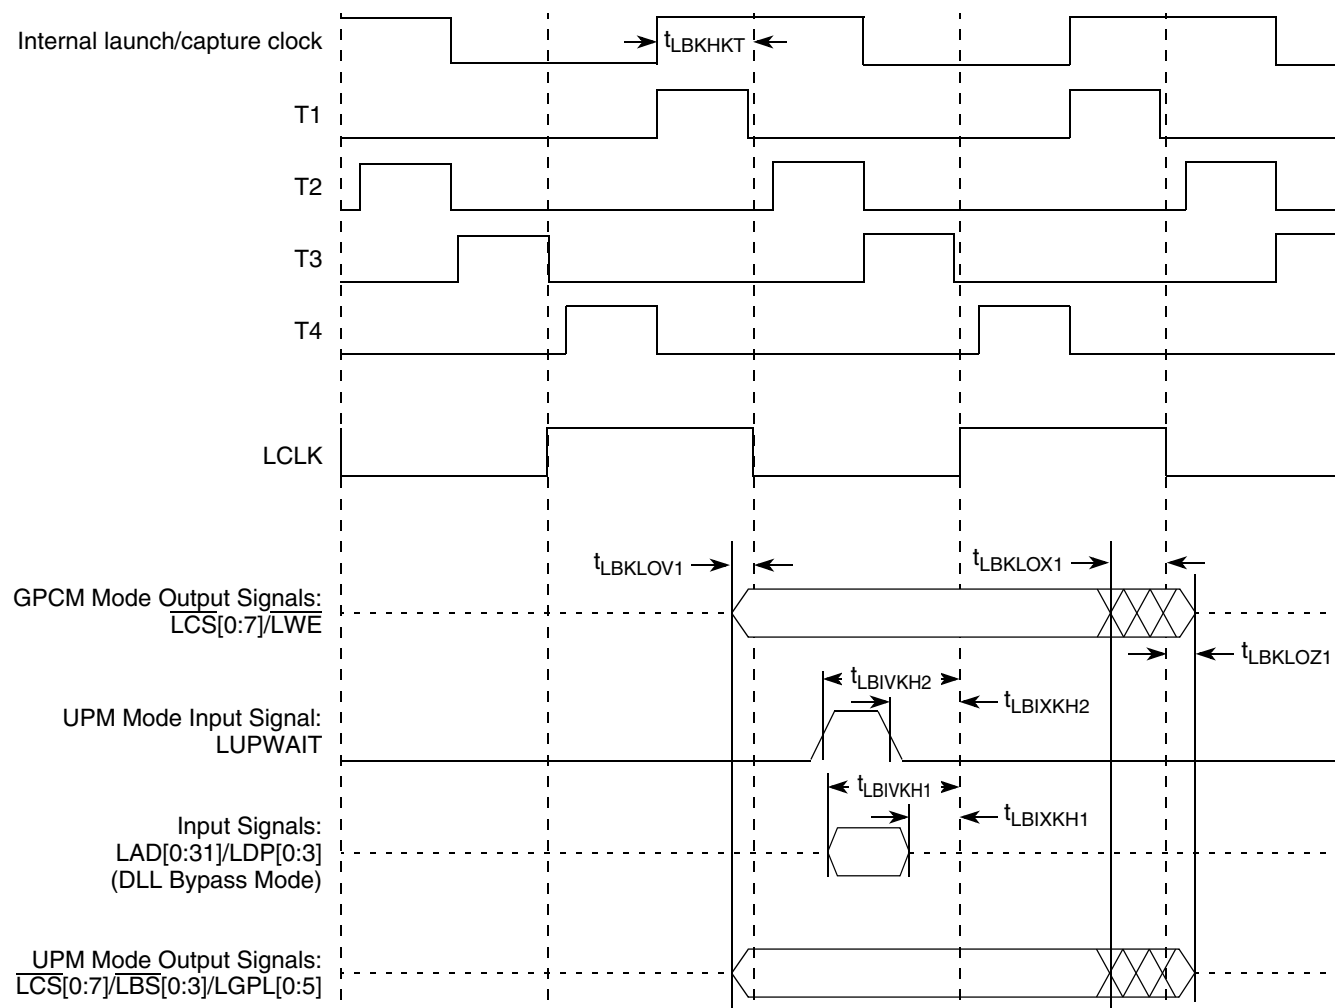 Internal launch/capture clock
tLBKHKT
T1
T2
T3
T4
LCLK
tLBKLOV1
tLBKLOX1
GPCM Mode Output Signals:
LCS[0:7]/LWE
tLBKLOZ1
tLBIVKH2
tLBIXKH2
UPM Mode Input Signal:
LUPWAIT
tLBIVKH1
tLBIXKH1
Input Signals:
LAD[0:31]/LDP[0:3]
(DLL Bypass Mode)
UPM Mode Output Signals:
LCS[0:7]/LBS[0:3]/LGPL[0:5]